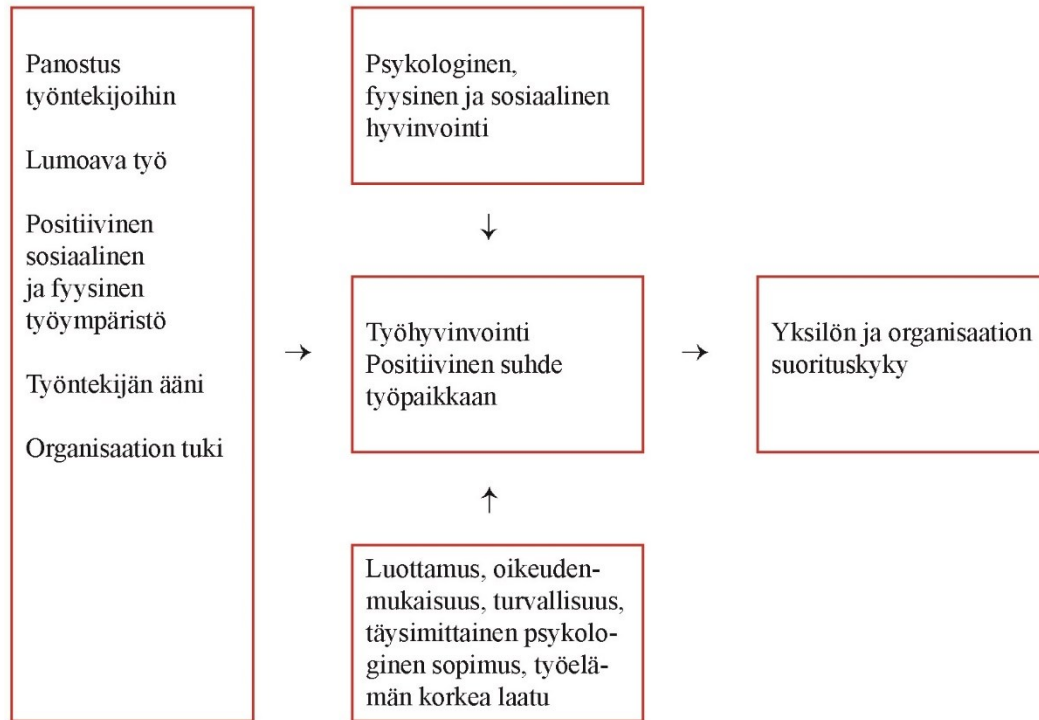 Panostus
työntekijoihin
Lumoava työ
Positiivinen
sosiaalinen
ja fyysinen
työympäristö
Työntekijän ääni
Organisaation tuki
→
Psykologinen,
fyysinen ja sosiaalinen
hyvinvointi
↓
Työhyvinvointi
Positiivinen suhde
työpaikkaan
↑
Luottamus, oikeuden-
mukaisuus, turvallisuus,
täysimittainen psykolo-
ginen sopimus, työelä-
män korkea laatu
→
Yksilön ja organisaation
suorituskyky